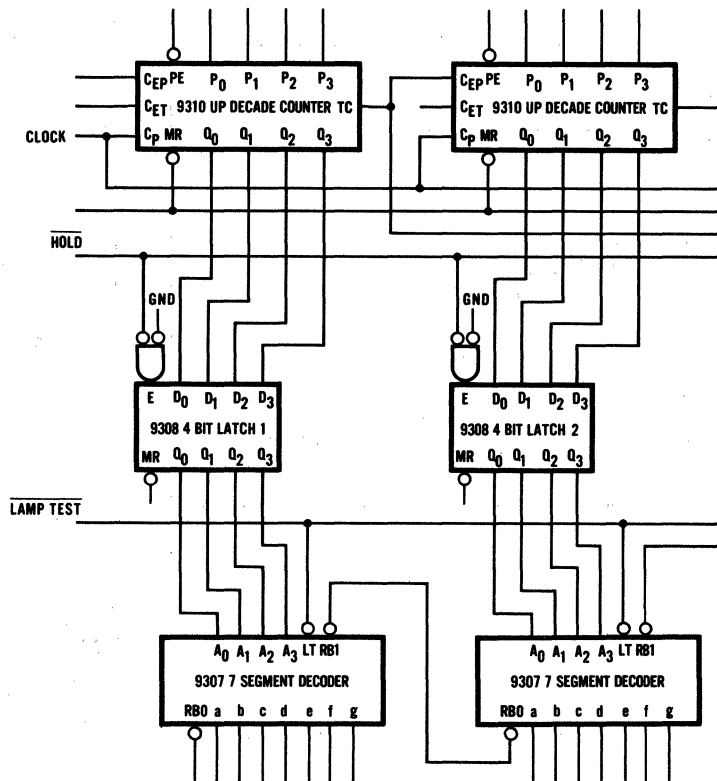 CEP PE P0 P1 P2 P3
CET 9310 UP DECADE COUNTER TC
CP MR Q0 Q1 Q2 Q3
CEP PE P0 P1 P2 P3
CET 9310 UP DECADE COUNTER TC
CP MR Q0 Q1 Q2 Q3
CLOCK
HOLD
GND
GND
E D0 D1 D2 D3
9308 4 BIT LATCH 1
MR Q0 Q1 Q2 Q3
E D0 D1 D2 D3
9308 4 BIT LATCH 2
MR Q0 Q1 Q2 Q3
LAMP TEST
A0 A1 A2 A3 LT RB1
9307 7 SEGMENT DECODER
RBO a b c d e f g
A0 A1 A2 A3 LT RB1
9307 7 SEGMENT DECODER
RBO a b c d e f g